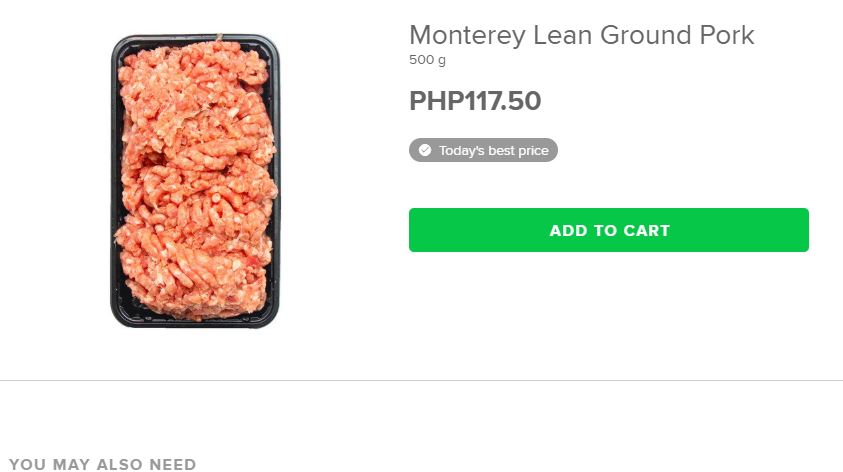 Monterey Lean Ground Pork
500 g
PHP117.50
Today's best price
ADD TO CART
YOU MAY ALSO NEED